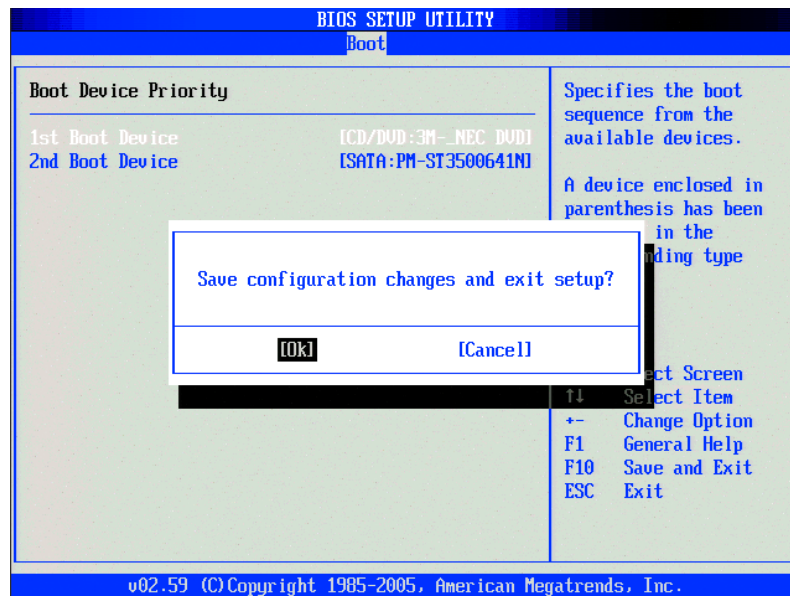 BIOS SETUP UTILITY
Boot
Boot Device Priority
1st Boot Device [CD/DVD:3M-_NEC DVD]
2nd Boot Device [SATA:PM-ST3500641N]
Specifies the boot
sequence from the
available devices.
A device enclosed in
parenthesis has been
in the
nding type
Save configuration changes and exit setup?
[Ok] [Cancel]
ect Screen
↑↓ Select Item
+- Change Option
F1 General Help
F10 Save and Exit
ESC Exit
v02.59 (C)Copyright 1985-2005, American Megatrends, Inc.